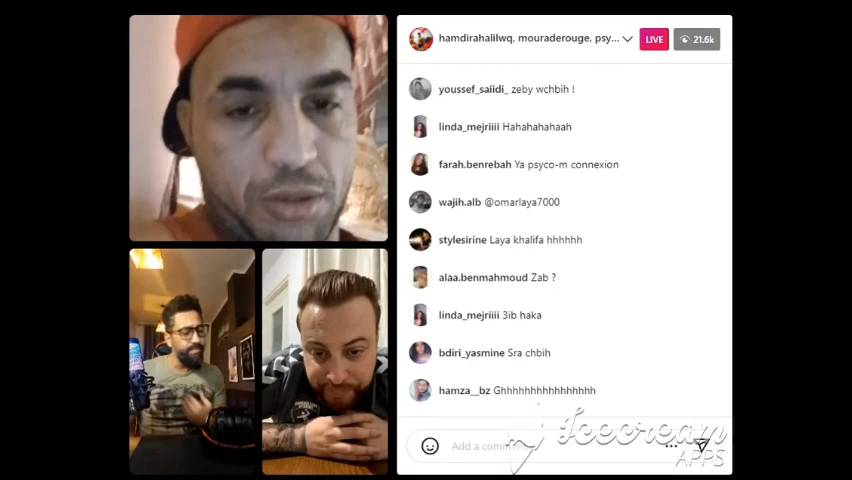 hamdirahalilwq, mouraderouge, psy...
LIVE
21.6k
youssef_saiidi_ zeby wchbih !
linda_mejriiii Hahahahahaah
farah.benrebah Ya psyco-m connexion
wajih.alb @omarlaya7000
stylesirine Laya khalifa hhhhhh
alaa.benmahmoud Zab ?
linda_mejriiii 3ib haka
bdiri_yasmine Sra chbih
hamza__bz Ghhhhhhhhhhhhhhhh
Add a comment...
Icecream
APPS